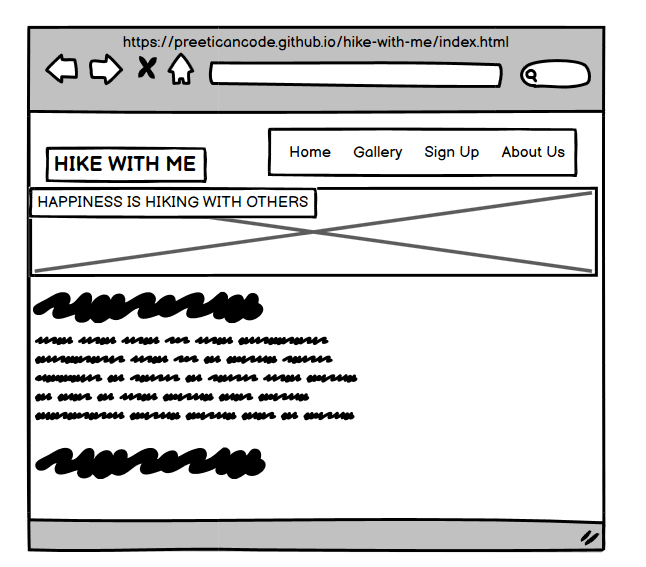 https://preeticancode.github.io/hike-with-me/index.html
HIKE WITH ME
Home Gallery Sign Up About Us
HAPPINESS IS HIKING WITH OTHERS